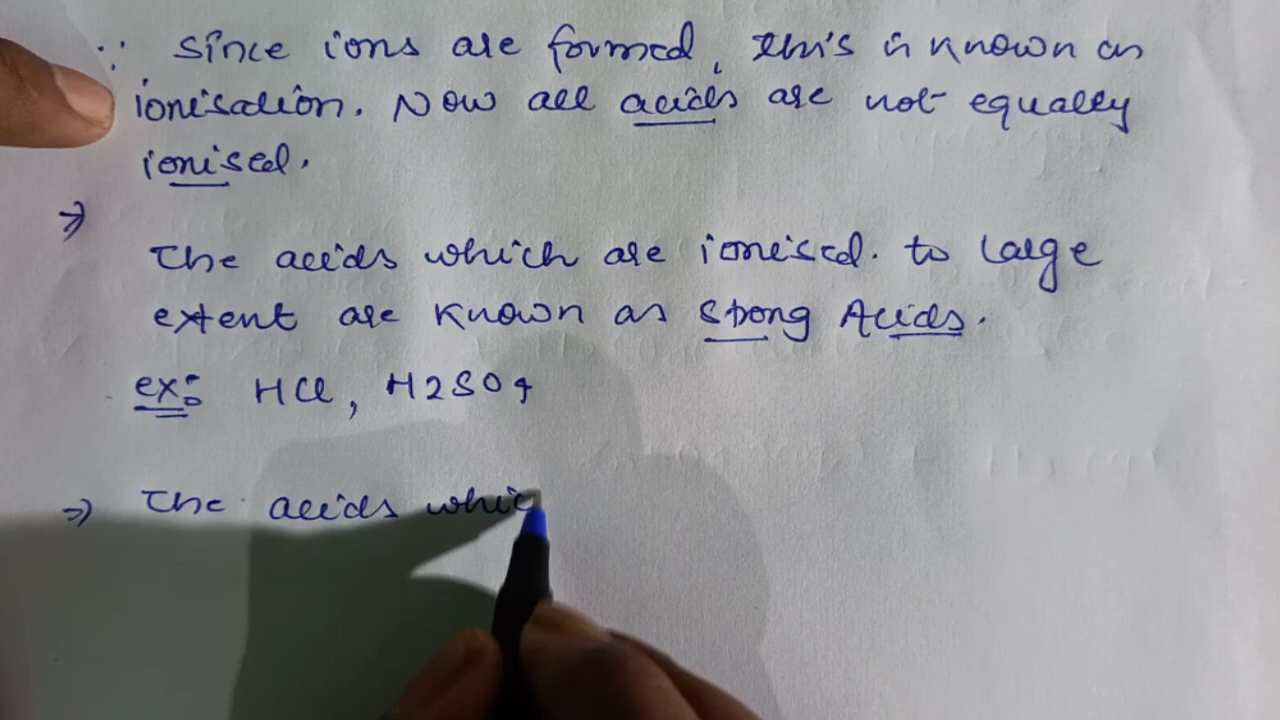 ∵ Since ions are formed, this is known as
ionisation. Now all acids are not equally
ionised.
⇒
The acids which are ionised. to large
extent are known as Strong Acids.
ex: HCl, H2SO4
⇒ The acids whic